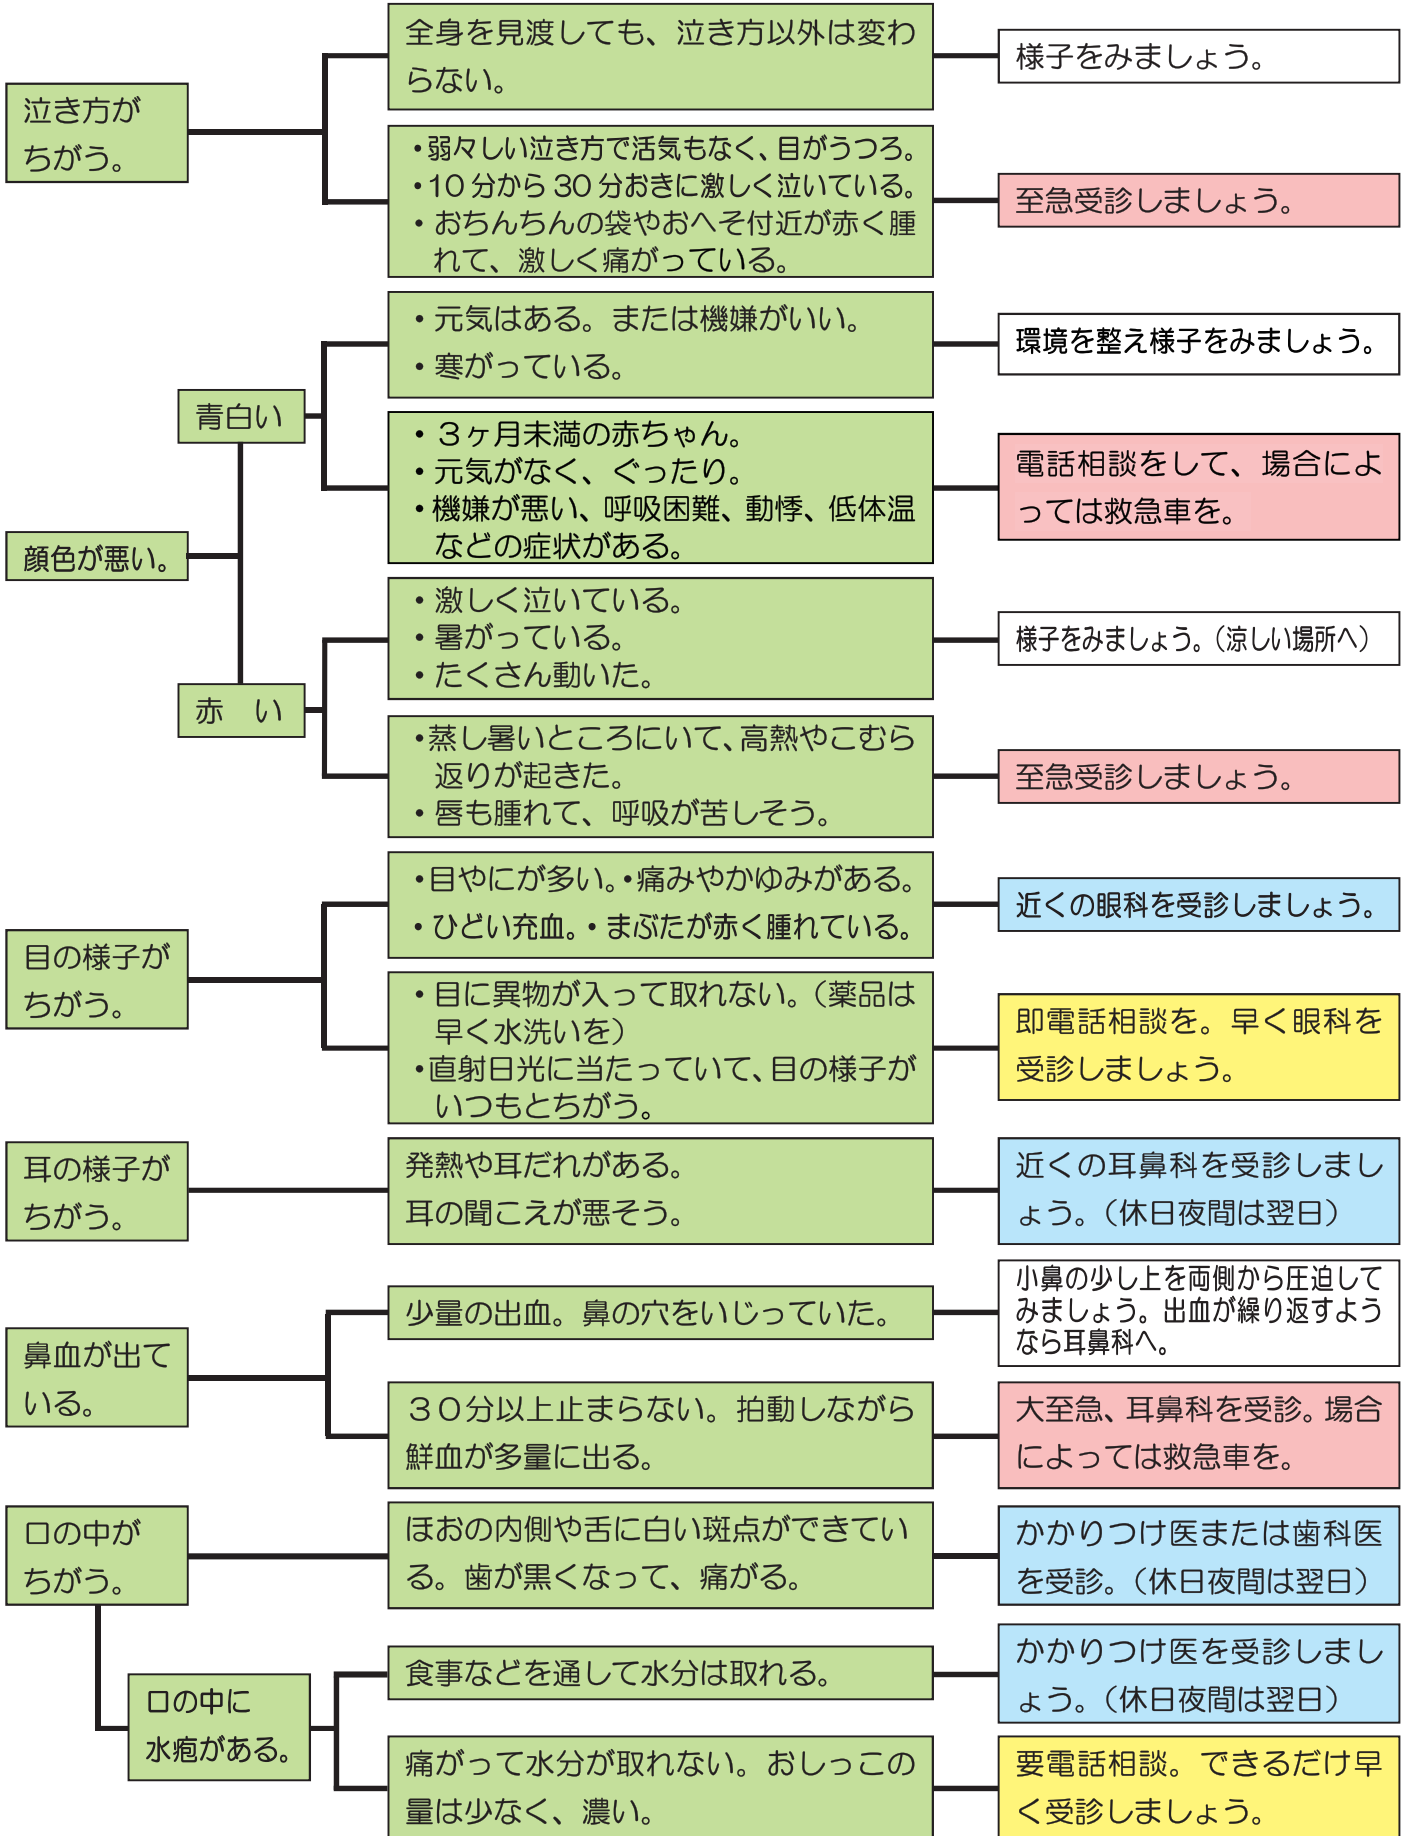 泣き方が
ちがう。
全身を見渡しても、泣き方以外は変わ
らない。
様子をみましょう。
・弱々しい泣き方で活気もなく、目がうつろ。
・10分から30分おきに激しく泣いている。
・おちんちんの袋やおへそ付近が赤く腫
れて、激しく痛がっている。
至急受診しましょう。
顔色が悪い。
青白い
・元気はある。または機嫌がいい。
・寒がっている。
環境を整え様子をみましょう。
・３ヶ月未満の赤ちゃん。
・元気がなく、ぐったり。
・機嫌が悪い、呼吸困難、動悸、低体温
などの症状がある。
電話相談をして、場合によ
っては救急車を。
赤　い
・激しく泣いている。
・暑がっている。
・たくさん動いた。
様子をみましょう。（涼しい場所へ）
・蒸し暑いところにいて、高熱やこむら
返りが起きた。
・唇も腫れて、呼吸が苦しそう。
至急受診しましょう。
目の様子が
ちがう。
・目やにが多い。・痛みやかゆみがある。
・ひどい充血。・まぶたが赤く腫れている。
近くの眼科を受診しましょう。
・目に異物が入って取れない。（薬品は
早く水洗いを）
・直射日光に当たっていて、目の様子が
いつもとちがう。
即電話相談を。早く眼科を
受診しましょう。
耳の様子が
ちがう。
発熱や耳だれがある。
耳の聞こえが悪そう。
近くの耳鼻科を受診しまし
ょう。（休日夜間は翌日）
鼻血が出て
いる。
少量の出血。鼻の穴をいじっていた。
小鼻の少し上を両側から圧迫して
みましょう。出血が繰り返すよう
なら耳鼻科へ。
３０分以上止まらない。拍動しながら
鮮血が多量に出る。
大至急、耳鼻科を受診。場合
によっては救急車を。
口の中が
ちがう。
ほおの内側や舌に白い斑点ができてい
る。歯が黒くなって、痛がる。
かかりつけ医または歯科医
を受診。（休日夜間は翌日）
口の中に
水疱がある。
食事などを通して水分は取れる。
かかりつけ医を受診しまし
ょう。（休日夜間は翌日）
痛がって水分が取れない。おしっこの
量は少なく、濃い。
要電話相談。できるだけ早
く受診しましょう。